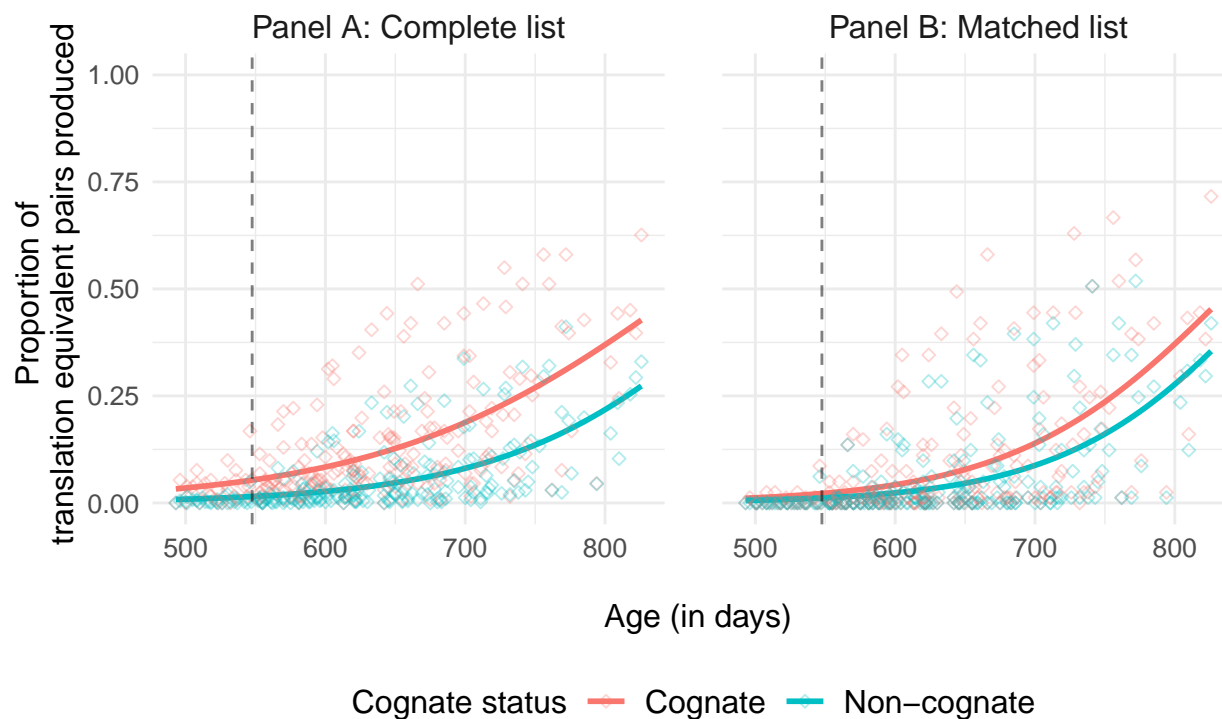 Panel A: Complete list
Panel B: Matched list
Proportion of
translation equivalent pairs produced
1.00
0.75
0.50
0.25
0.00
500
600
700
800
500
600
700
800
Age (in days)
Cognate status Cognate Non−cognate